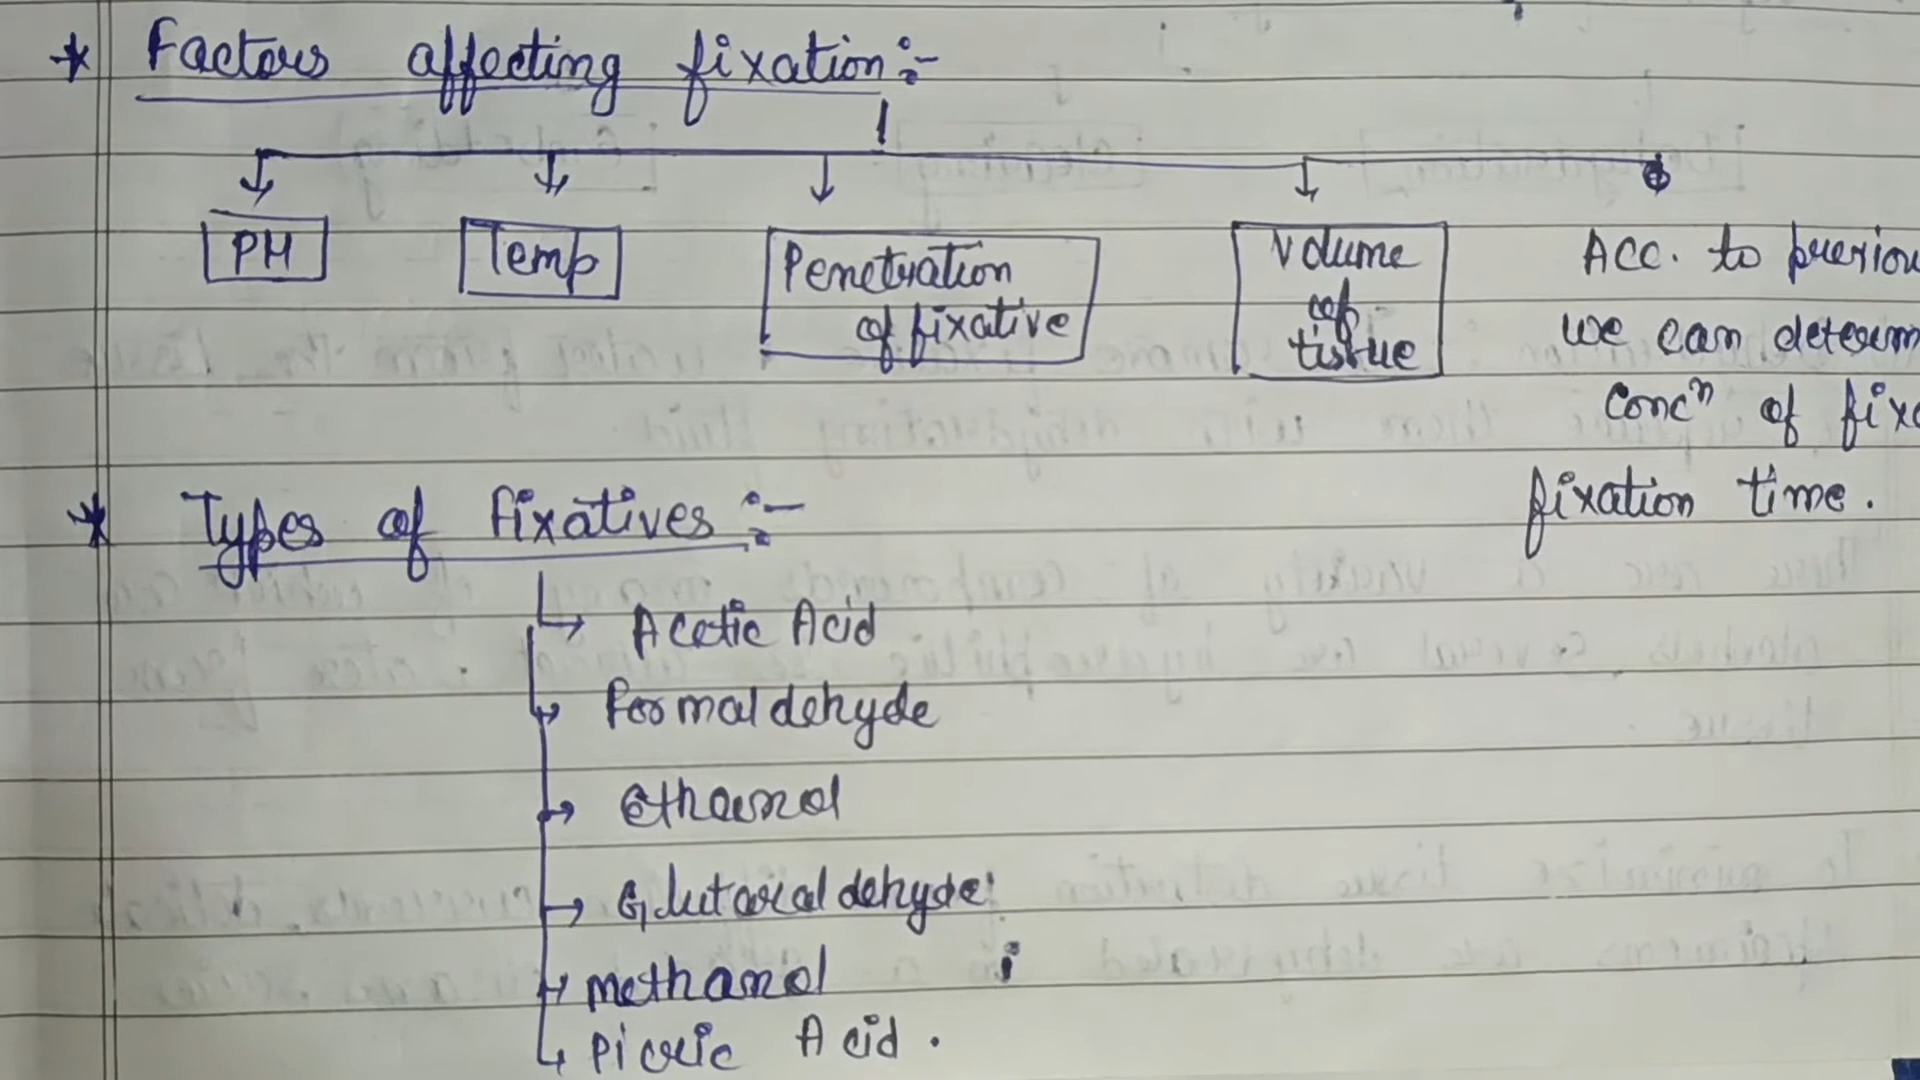 * Factors affecting fixation :-
PH
Temp
Penetration
of fixative
Volume
of
tissue
Acc. to
we can
concⁿ of
fixation time.
* Types of fixatives :-
Acetic Acid
formaldehyde
Ethanol
Glutaraldehyde
methanol
Picric Acid.